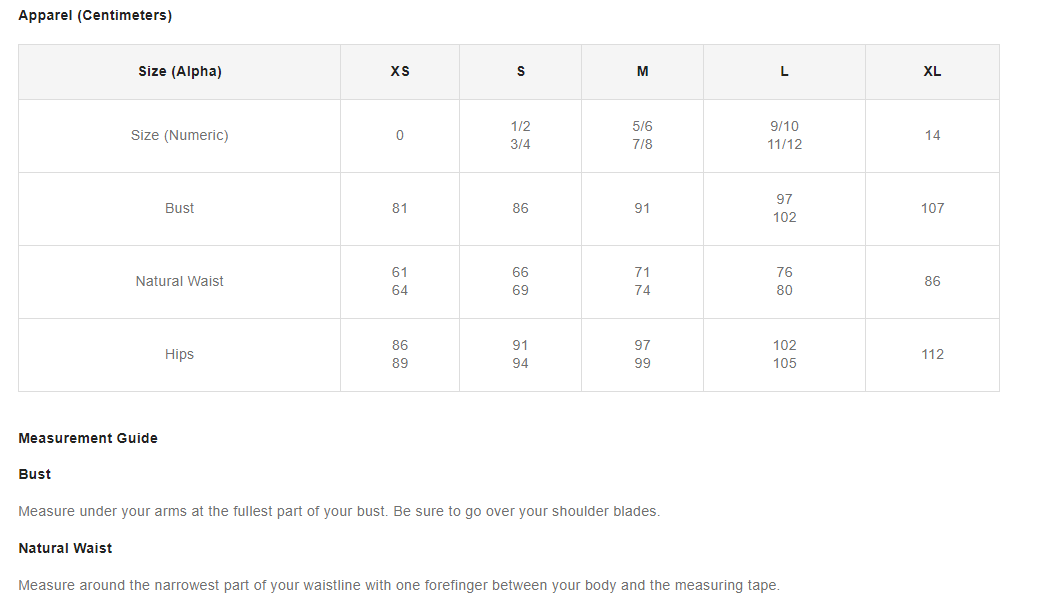 Apparel (Centimeters)
Size (Alpha) XS S M L XL
Size (Numeric) 0 1/2 5/6 9/10 14
3/4 7/8 11/12
Bust 81 86 91 97 107
102
Natural Waist 61 66 71 76 86
64 69 74 80
Hips 86 91 97 102 112
89 94 99 105
Measurement Guide
Bust
Measure under your arms at the fullest part of your bust. Be sure to go over your shoulder blades.
Natural Waist
Measure around the narrowest part of your waistline with one forefinger between your body and the measuring tape.